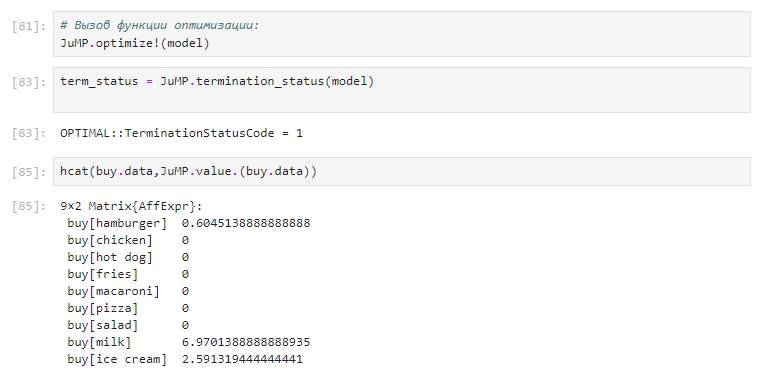 [81]: # Вызов функции оптимизации:
JuMP.optimize!(model)
[83]: term_status = JuMP.termination_status(model)
[83]: OPTIMAL::TerminationStatusCode = 1
[85]: hcat(buy.data,JuMP.value.(buy.data))
[85]: 9×2 Matrix{AffExpr}:
buy[hamburger] 0.6045138888888888
buy[chicken] 0
buy[hot dog] 0
buy[fries] 0
buy[macaroni] 0
buy[pizza] 0
buy[salad] 0
buy[milk] 6.9701388888888935
buy[ice cream] 2.591319444444441